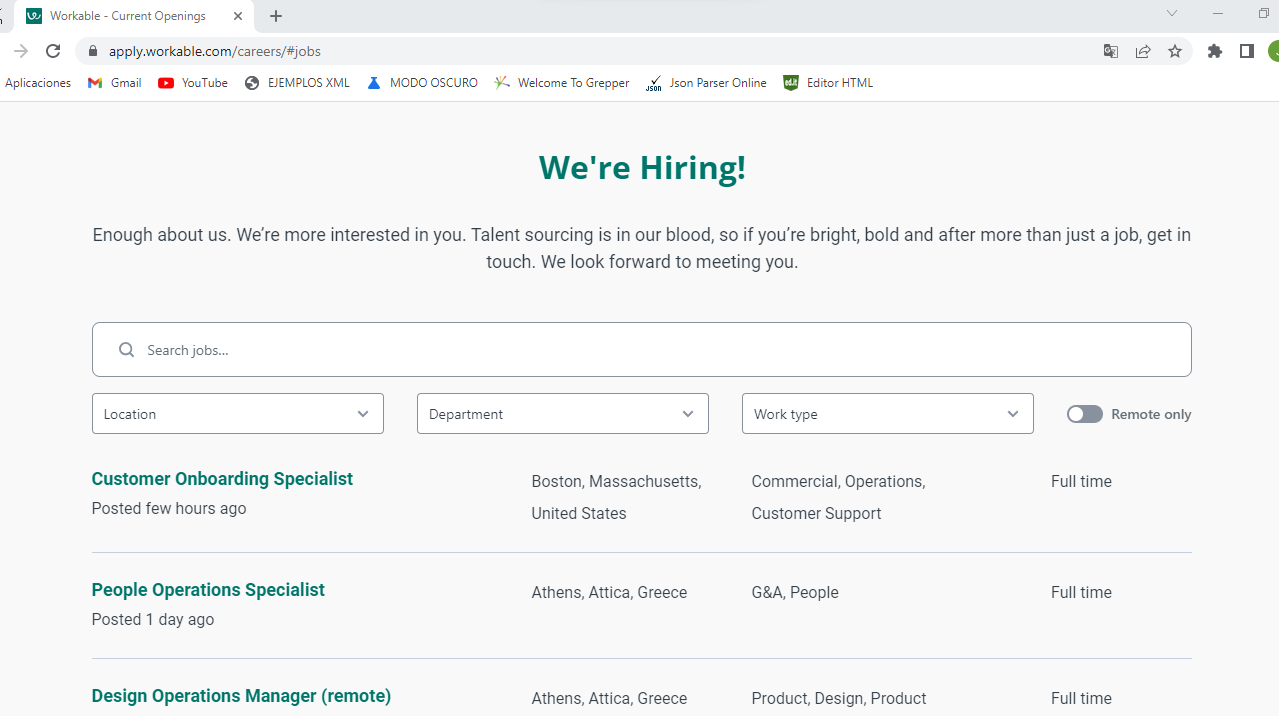 Workable - Current Openings
apply.workable.com/careers/#jobs
Aplicaciones Gmail YouTube EJEMPLOS XML MODO OSCURO Welcome To Grepper JSON Json Parser Online ed.it Editor HTML
We're Hiring!
Enough about us. We’re more interested in you. Talent sourcing is in our blood, so if you’re bright, bold and after more than just a job, get in
touch. We look forward to meeting you.
Search jobs…
Location Department Work type Remote only
Customer Onboarding Specialist Boston, Massachusetts, Commercial, Operations, Full time
Posted few hours ago United States Customer Support
People Operations Specialist Athens, Attica, Greece G&A, People Full time
Posted 1 day ago
Design Operations Manager (remote) Athens, Attica, Greece Product, Design, Product Full time